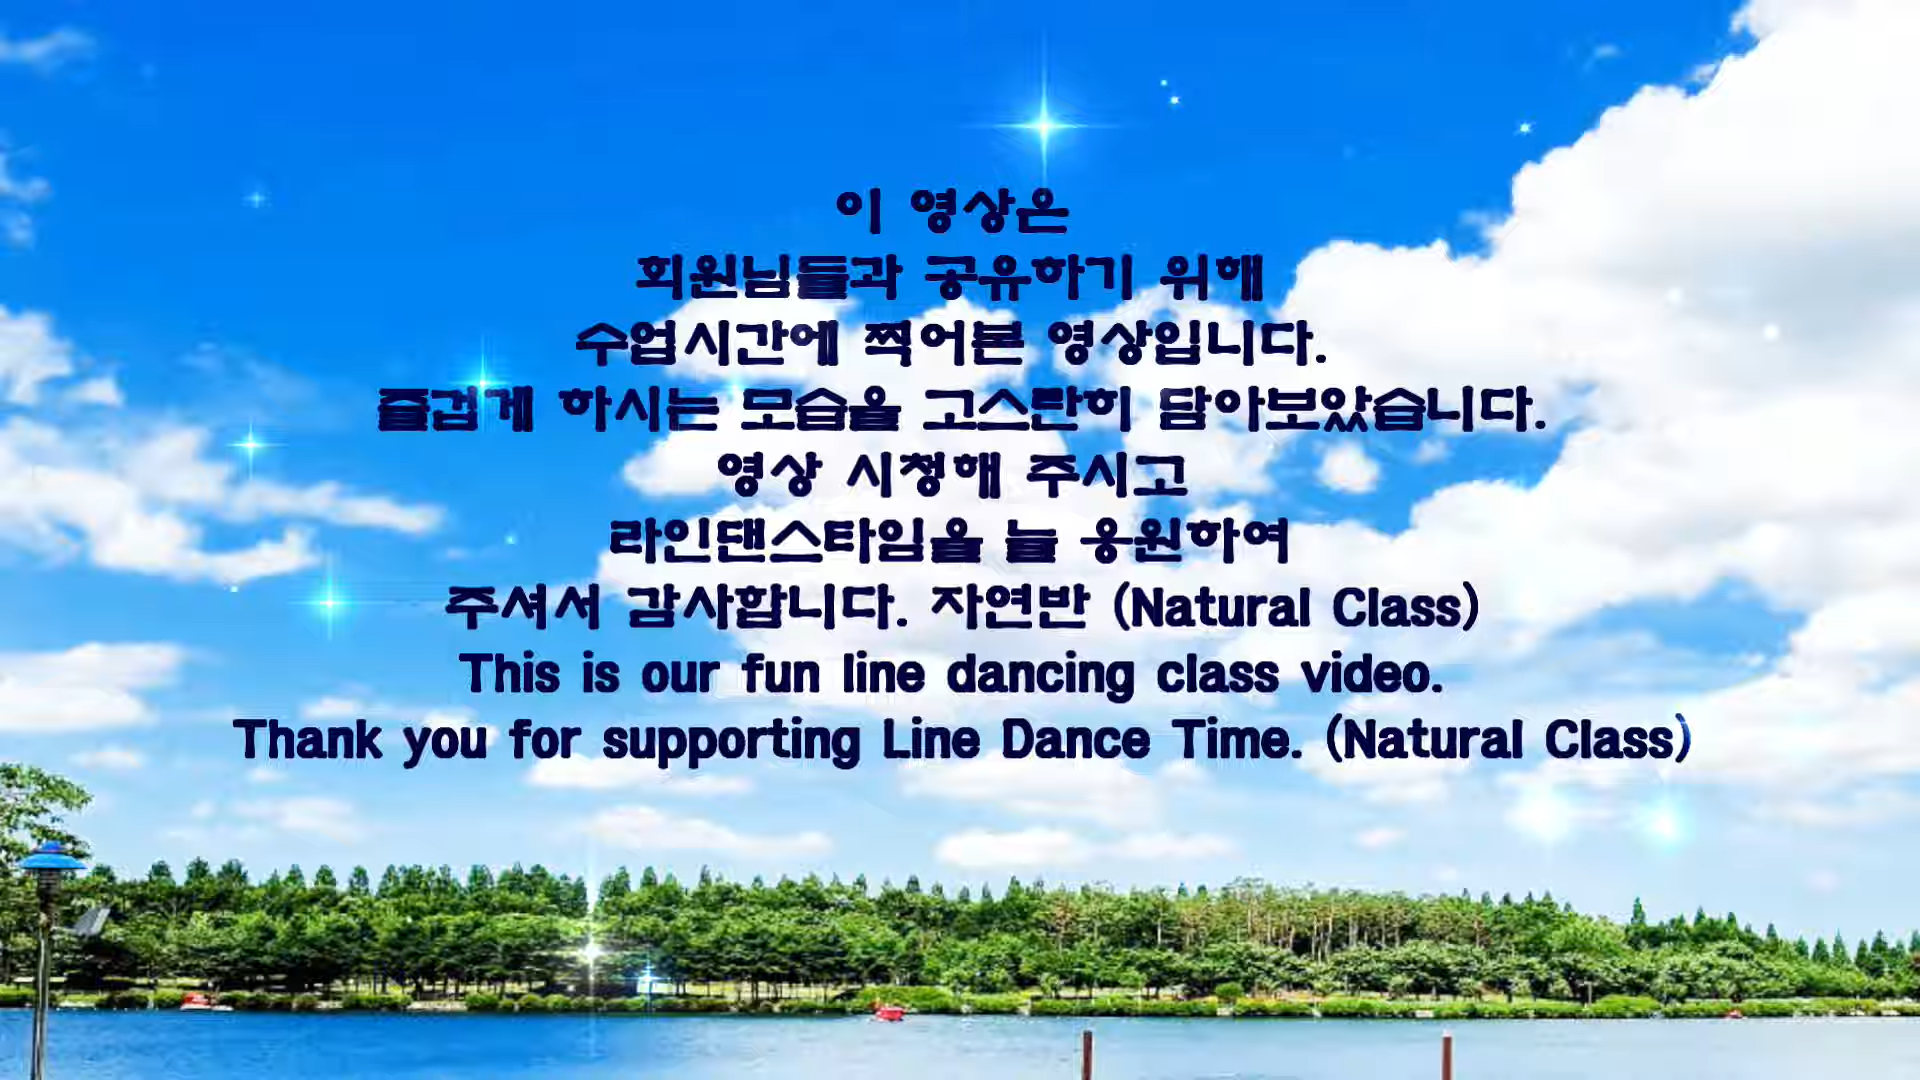 이 영상은
회원님들과 공유하기 위해
수업시간에 찍어본 영상입니다.
즐겁게 하시는 모습을 고스란히 담아보았습니다.
영상 시청해 주시고
라인댄스타임을 늘 응원하여
주셔서 감사합니다. 자연반 (Natural Class)
This is our fun line dancing class video.
Thank you for supporting Line Dance Time. (Natural Class)